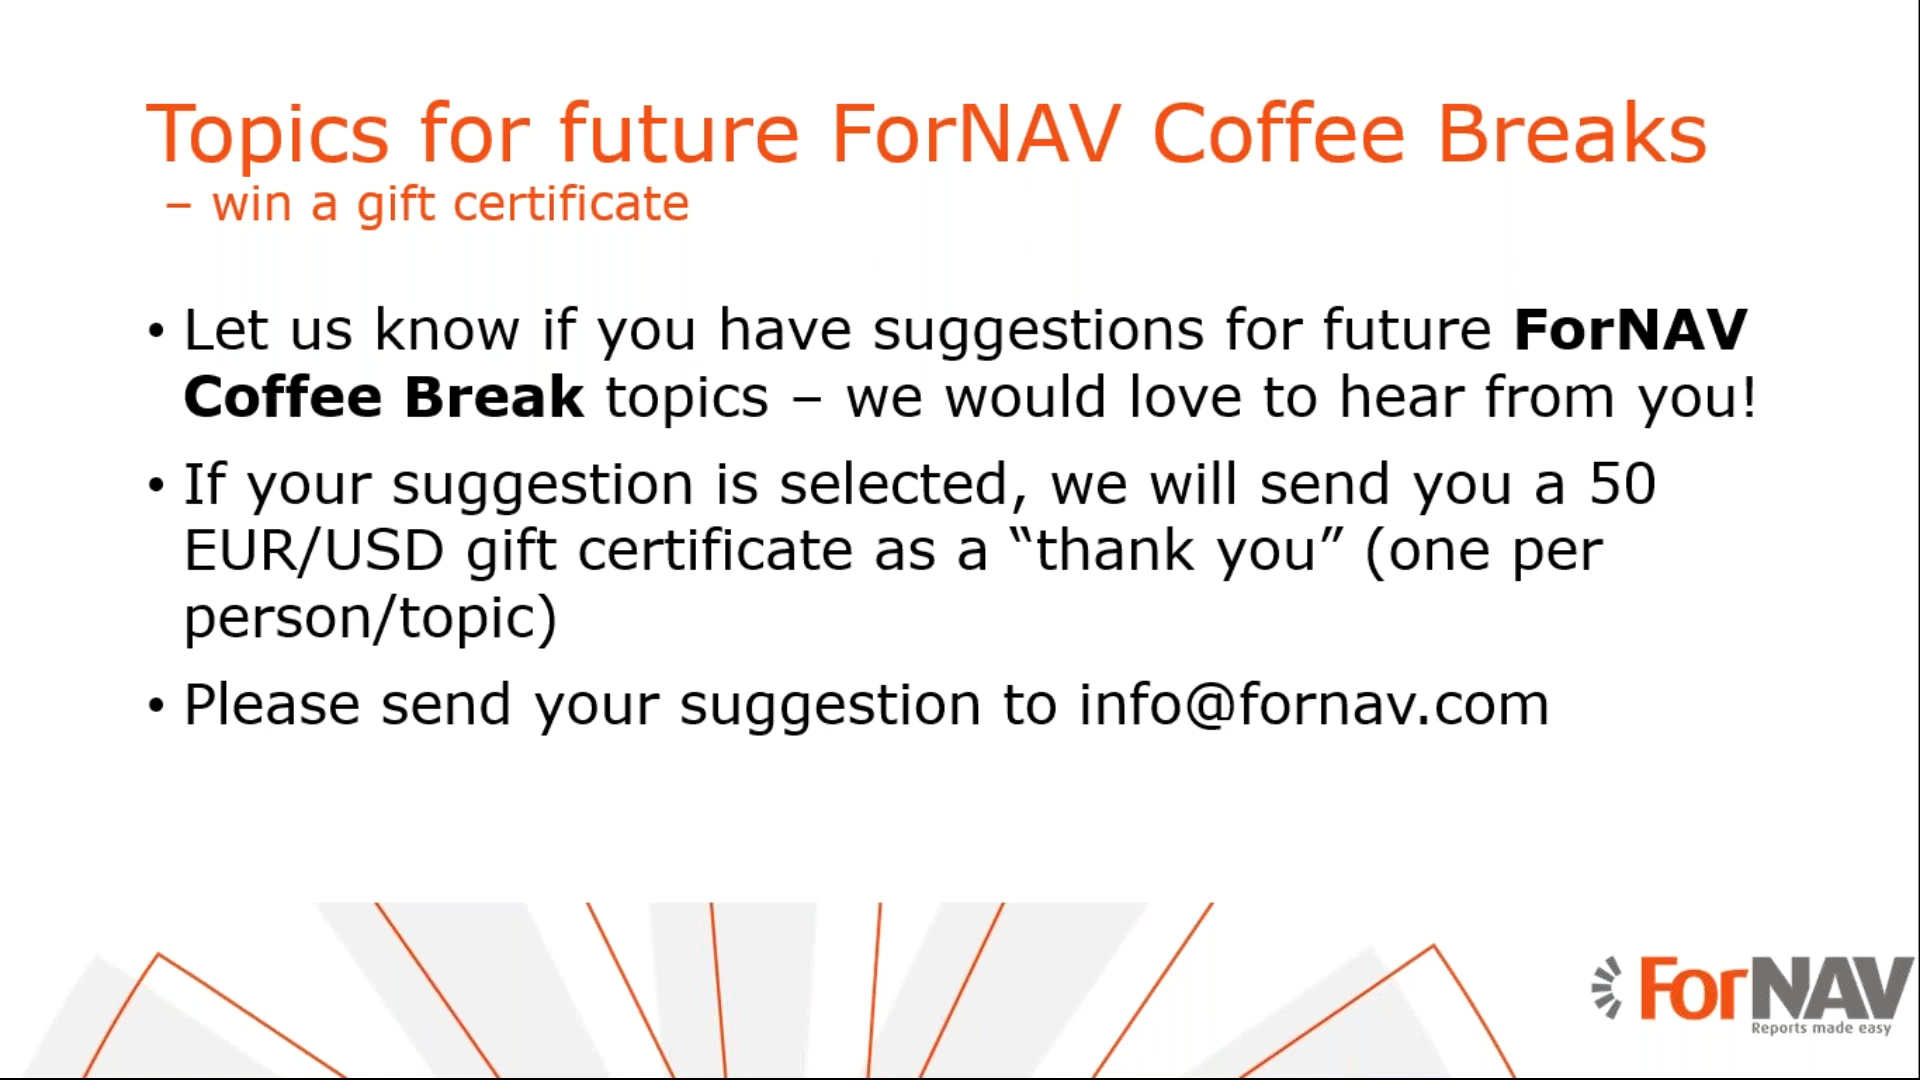 Topics for future ForNAV Coffee Breaks
– win a gift certificate
• Let us know if you have suggestions for future ForNAV
Coffee Break topics – we would love to hear from you!
• If your suggestion is selected, we will send you a 50
EUR/USD gift certificate as a “thank you” (one per
person/topic)
• Please send your suggestion to info@fornav.com
ForNAV
Reports made easy